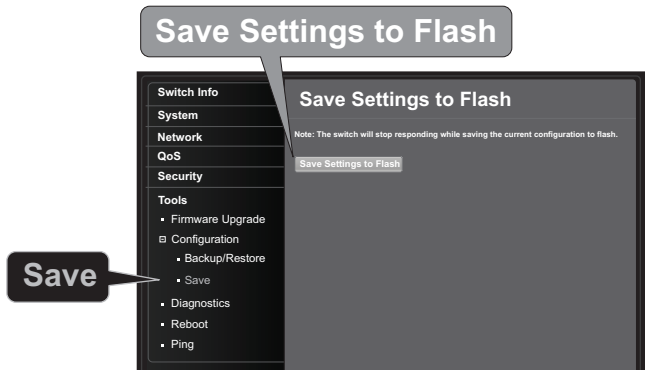 Save Settings to Flash
Switch Info
System
Network
QoS
Security
Tools
Firmware Upgrade
Configuration
Backup/Restore
Save
Diagnostics
Reboot
Ping
Save
Save Settings to Flash
Note: The switch will stop responding while saving the current configuration to flash.
Save Settings to Flash